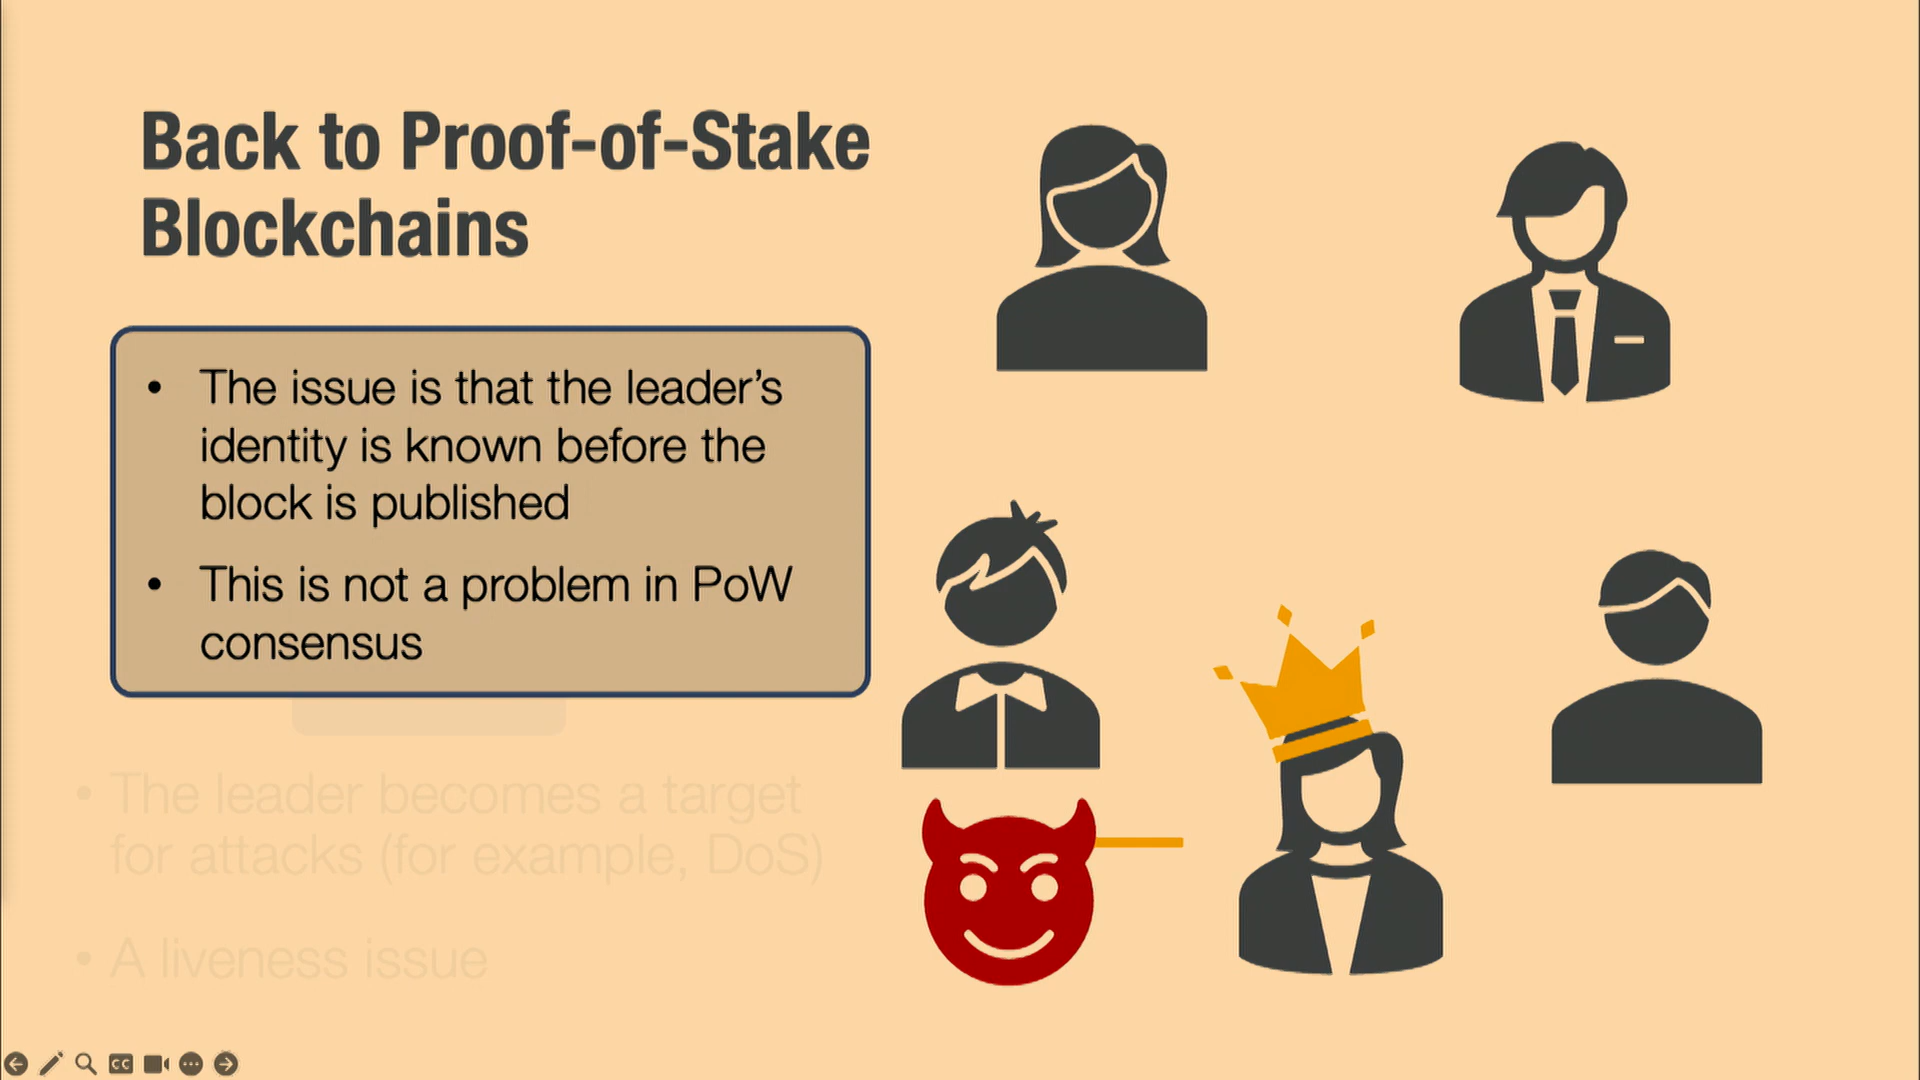 Back to Proof-of-Stake
Blockchains
• The issue is that the leader’s
identity is known before the
block is published
• This is not a problem in PoW
consensus
• The leader becomes a target
for attacks (for example, DoS)
• A liveness issue
CC